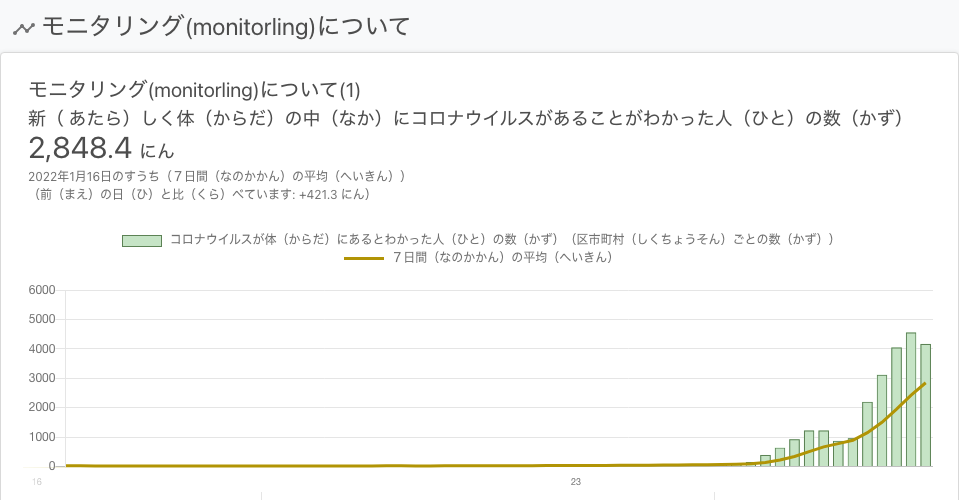 モニタリング(monitorling)について
モニタリング(monitorling)について(1)
新（ あたら）しく体（からだ）の中（なか）にコロナウイルスがあることがわかった人（ひと）の数（かず）
2,848.4 にん
2022年1月16日のすうち（７日間（なのかかん）の平均（へいきん））
（前（まえ）の日（ひ）と比（くら）べています: +421.3 にん）
コロナウイルスが体（からだ）にあるとわかった人（ひと）の数（かず）（区市町村（しくちょうそん）ごとの数（かず））
７日間（なのかかん）の平均（へいきん）
6000
5000
4000
3000
2000
1000
0
16
23